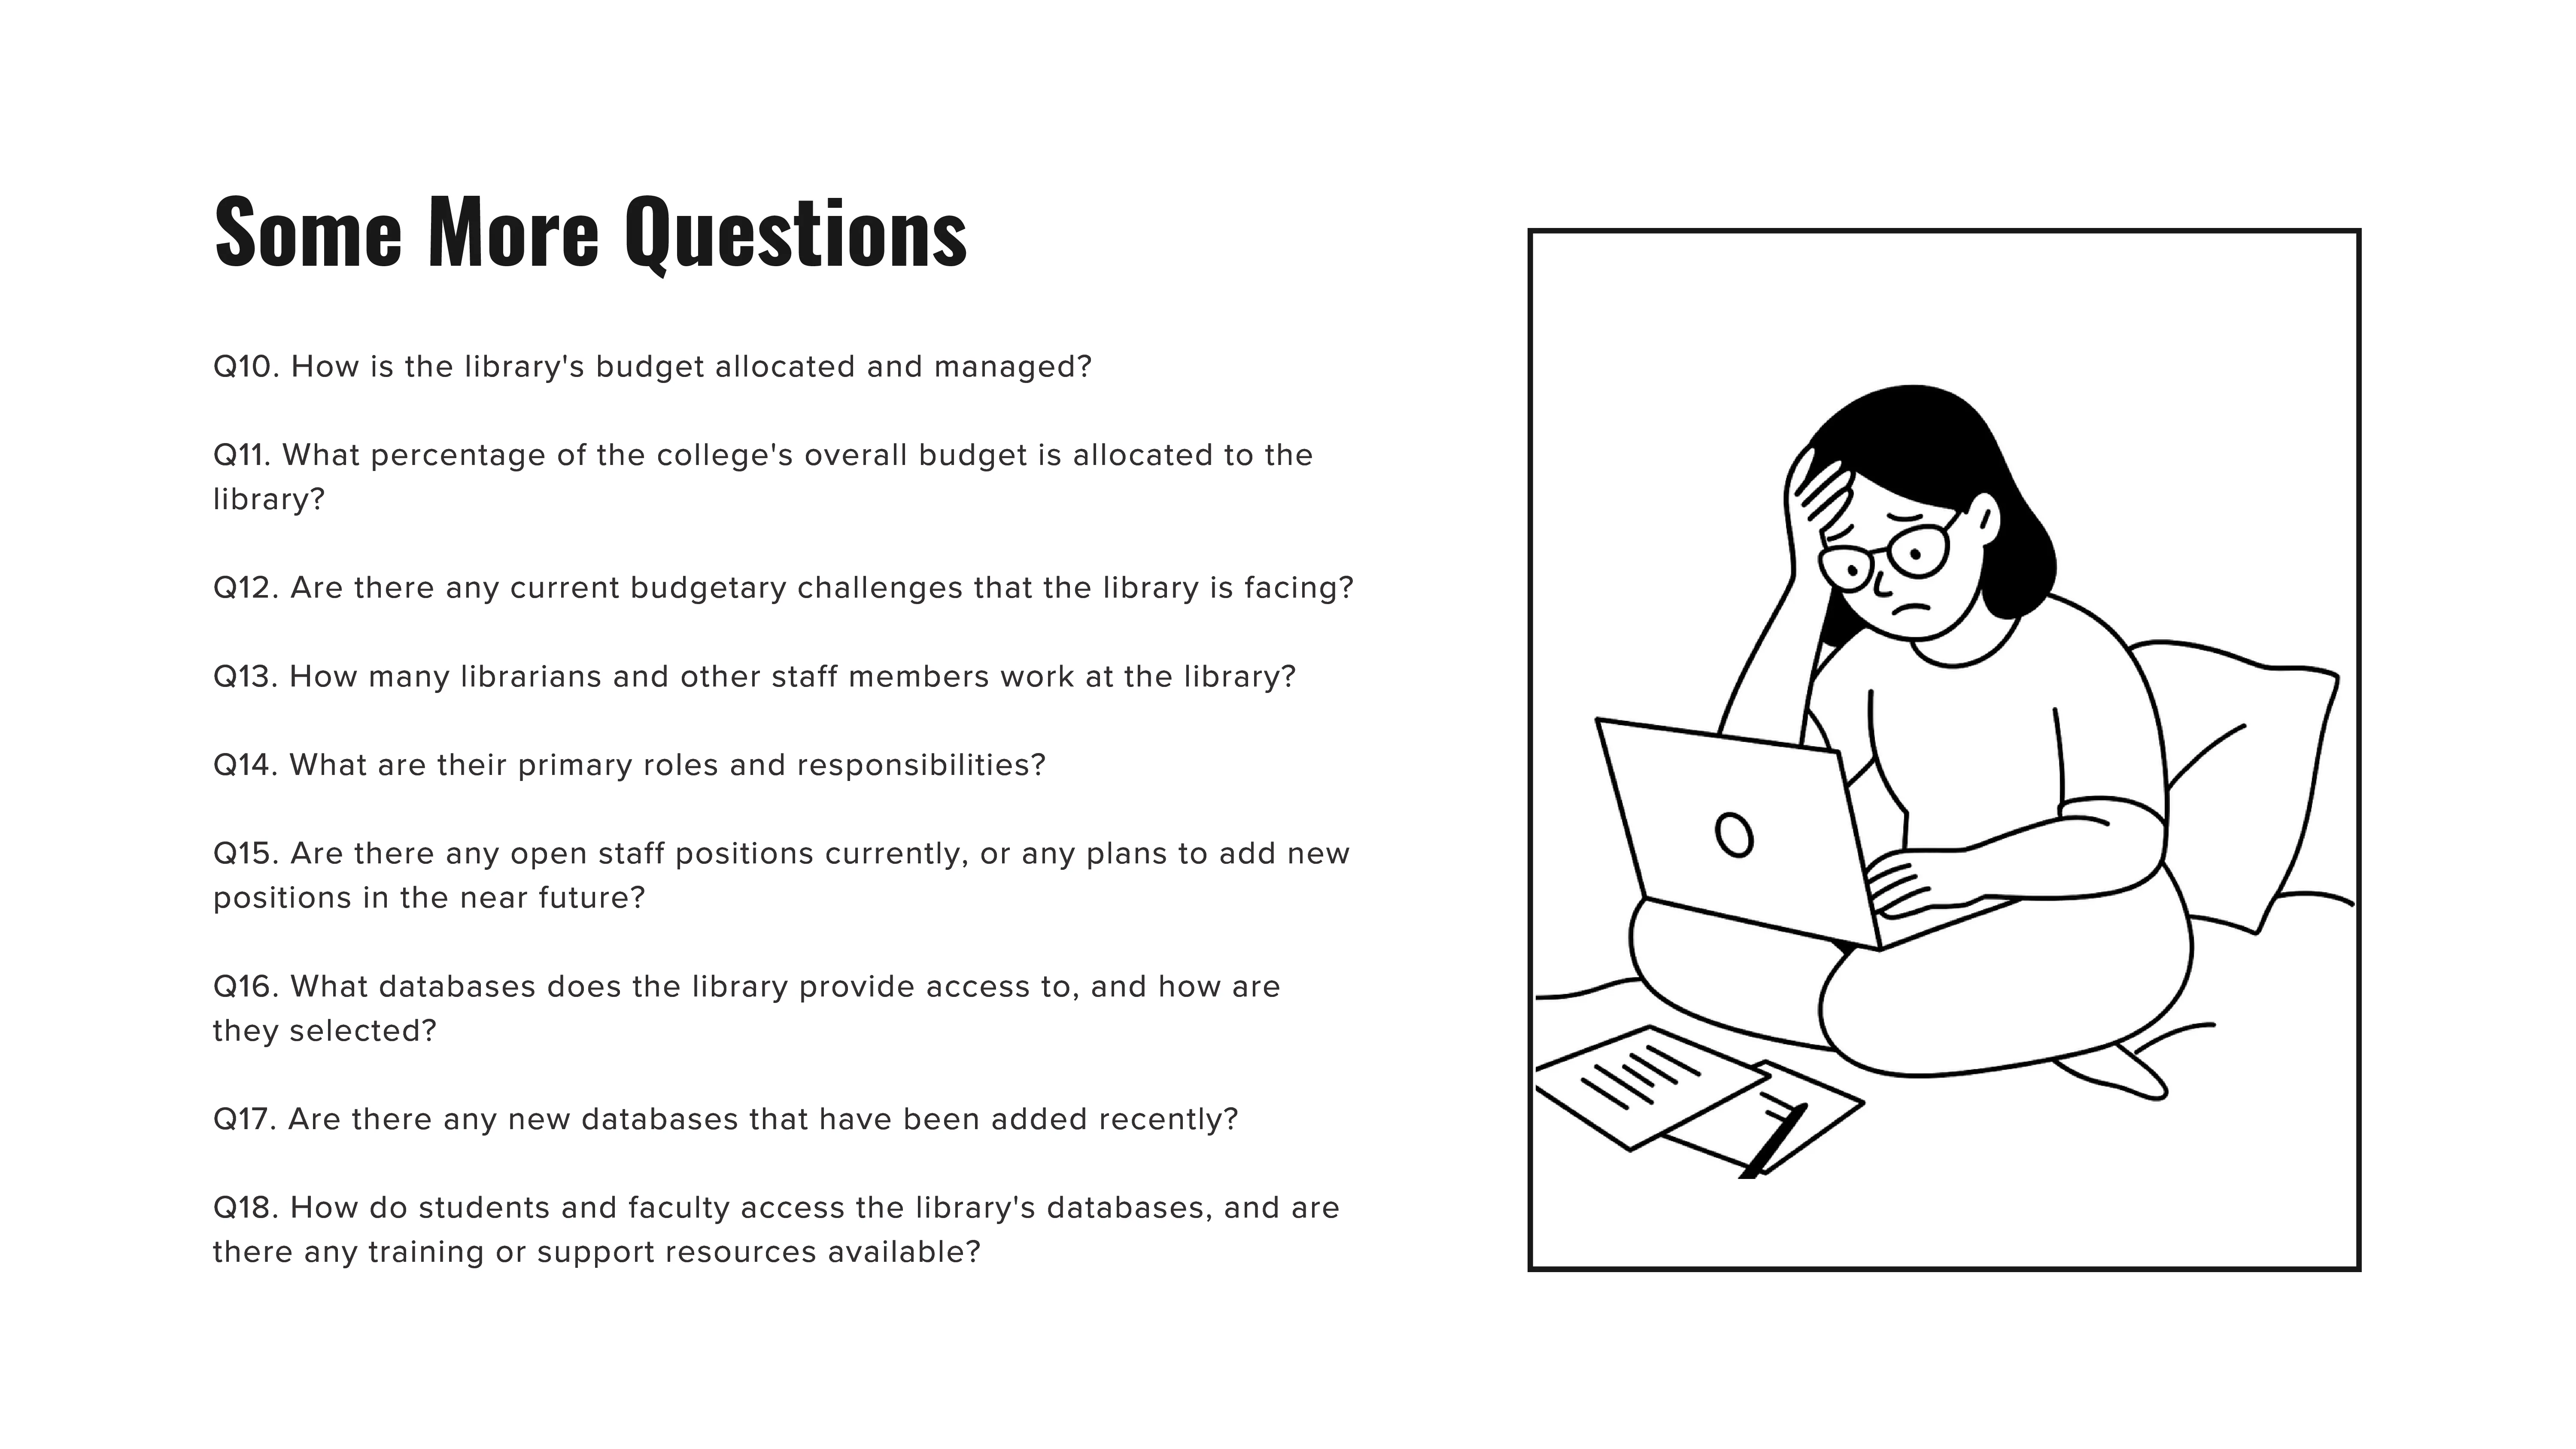 Some More Questions
Q10. How is the library's budget allocated and managed?
Q11. What percentage of the college's overall budget is allocated to the
library?
Q12. Are there any current budgetary challenges that the library is facing?
Q13. How many librarians and other staff members work at the library?
Q14. What are their primary roles and responsibilities?
Q15. Are there any open staff positions currently, or any plans to add new
positions in the near future?
Q16. What databases does the library provide access to, and how are
they selected?
Q17. Are there any new databases that have been added recently?
Q18. How do students and faculty access the library's databases, and are
there any training or support resources available?